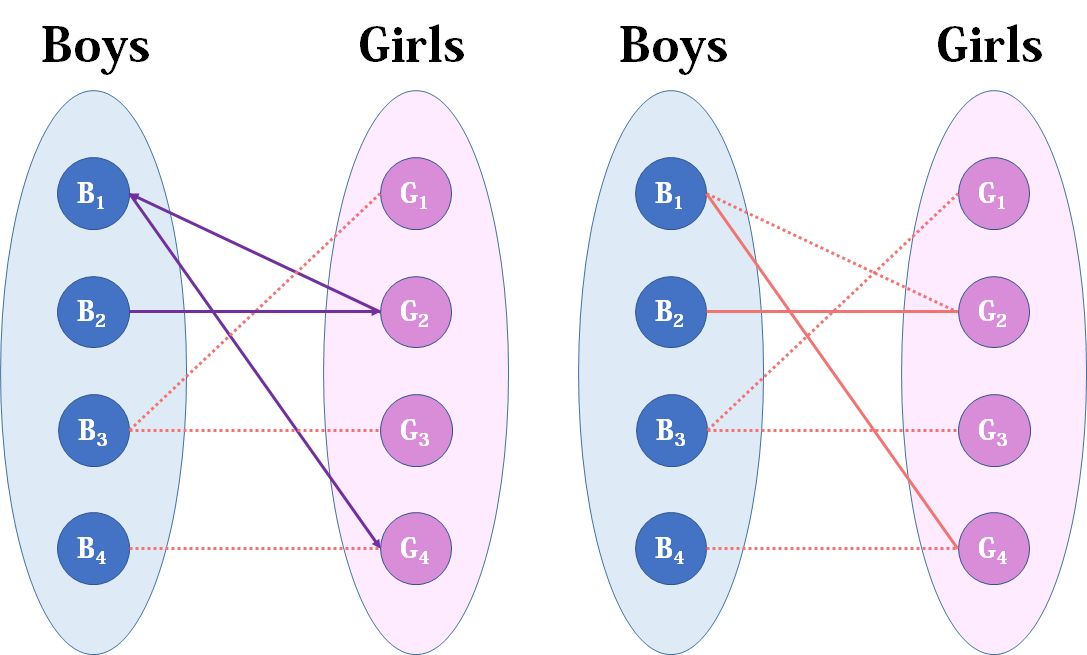 Boys Girls Boys Girls
B₁ G₁ B₁ G₁
B₂ G₂ B₂ G₂
B₃ G₃ B₃ G₃
B₄ G₄ B₄ G₄